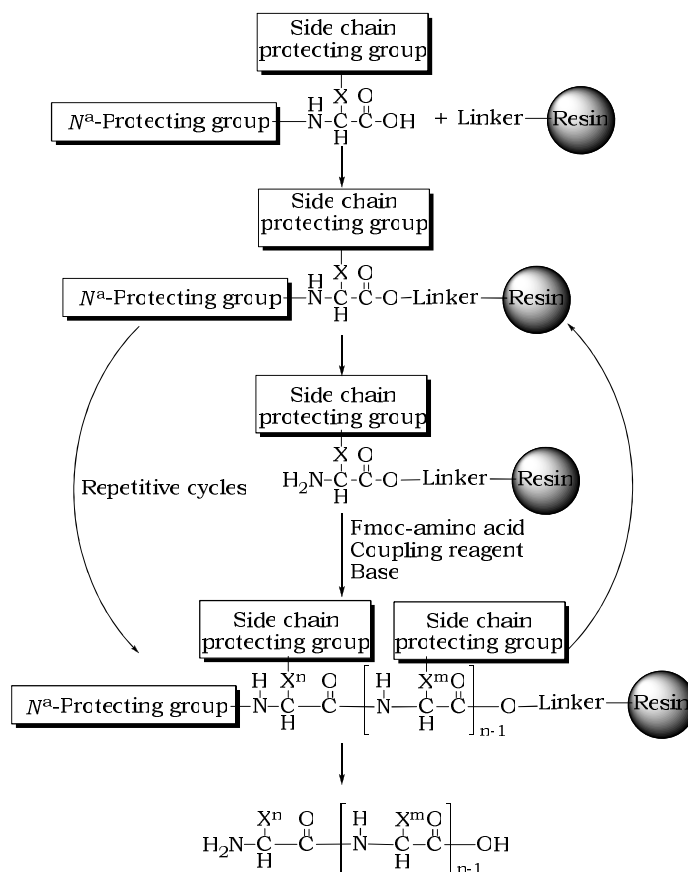 Side chain
protecting group
H X O
Nª-Protecting group N-C-C-OH + Linker Resin
H
Side chain
protecting group
H X O
Nª-Protecting group N-C-C-O-Linker Resin
H
Side chain
protecting group
X O
H₂N-C-C-O-Linker Resin
H
Repetitive cycles
Fmoc-amino acid
Coupling reagent
Base
Side chain Side chain
protecting group protecting group
H Xⁿ O H Xᵐ O
Nª-Protecting group N-C-C N-C-C O-Linker Resin
H H n-1
Xⁿ O H Xᵐ O
H₂N-C-C N-C-C-OH
H H n-1